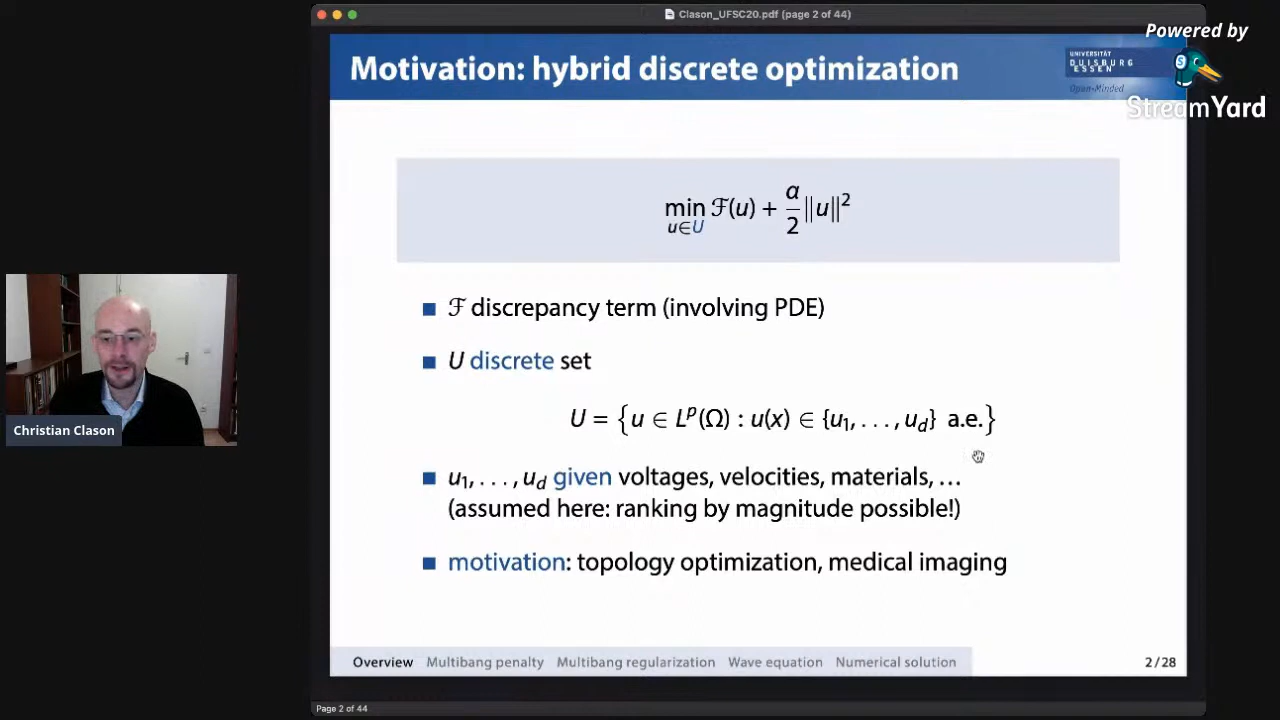 Clason_UFSC20.pdf (page 2 of 44)
Powered by
StreamYard
Motivation: hybrid discrete optimization
UNIVERSITÄT
DUISBURG
ESSEN
Open-Minded
min_{u∈U} ℱ(u) + α/2 ||u||²
■ ℱ discrepancy term (involving PDE)
■ U discrete set
U = {u ∈ L^p(Ω) : u(x) ∈ {u₁, . . . , u_d} a.e.}
■ u₁, . . . , u_d given voltages, velocities, materials, …
(assumed here: ranking by magnitude possible!)
■ motivation: topology optimization, medical imaging
Christian Clason
Overview Multibang penalty Multibang regularization Wave equation Numerical solution 2 / 28
Page 2 of 44